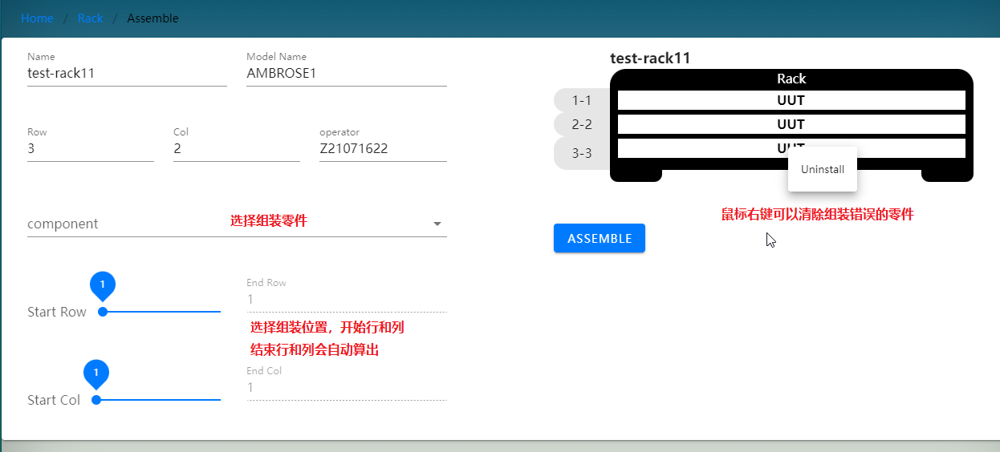 Home / Rack / Assemble
Name
test-rack11
Model Name
AMBROSE1
Row
3
Col
2
operator
Z21071622
component
选择组装零件
Start Row
1
End Row
1
选择组装位置，开始行和列
结束行和列会自动算出
Start Col
1
End Col
1
test-rack11
Rack
1-1
UUT
2-2
UUT
3-3
UUT
Uninstall
鼠标右键可以清除组装错误的零件
ASSEMBLE